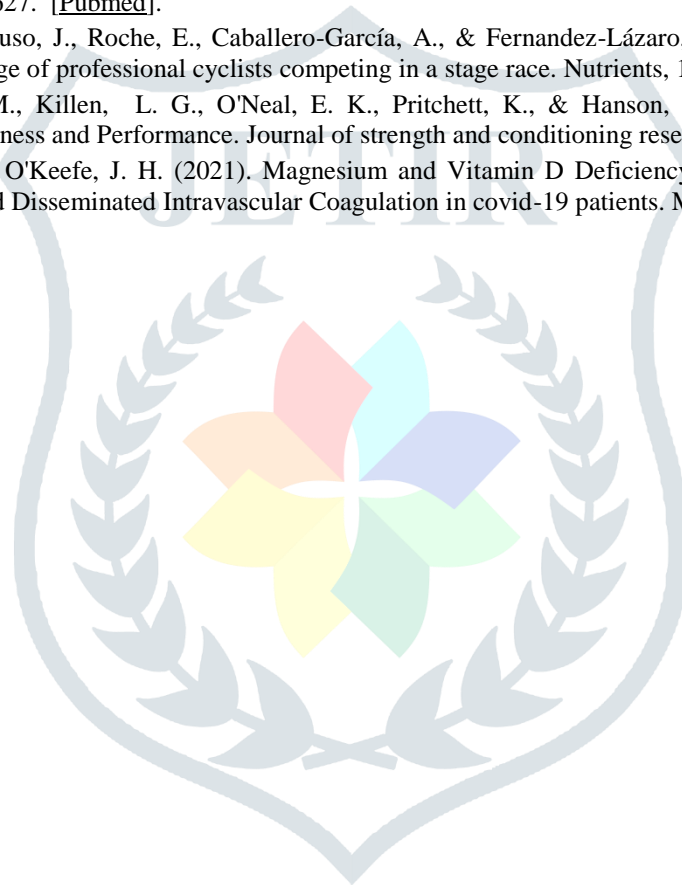 527. [Pubmed].
uso, J., Roche, E., Caballero-García, A., & Fernandez-Lázaro,
ge of professional cyclists competing in a stage race. Nutrients, 1
M., Killen, L. G., O'Neal, E. K., Pritchett, K., & Hanson,
ness and Performance. Journal of strength and conditioning rese
O'Keefe, J. H. (2021). Magnesium and Vitamin D Deficiency
d Disseminated Intravascular Coagulation in covid-19 patients. M
JETIR